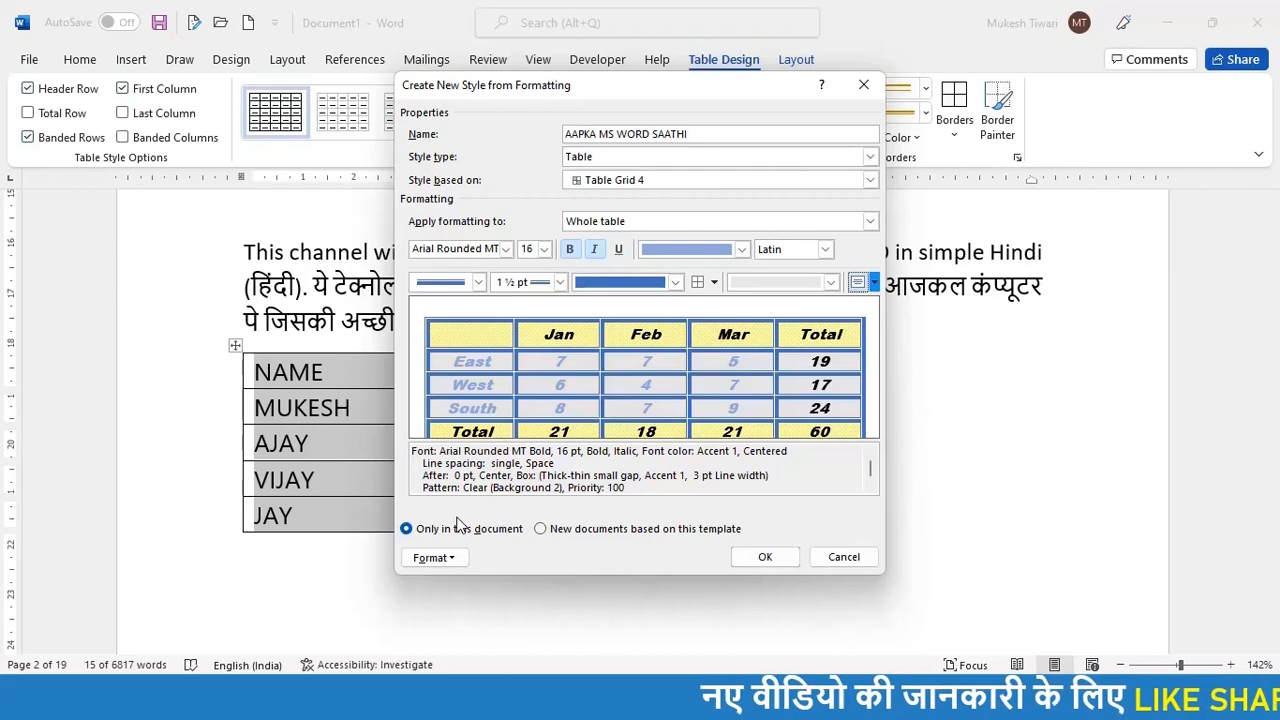 AutoSave Off Document1 - Word Search (Alt+Q) Mukesh Tiwari MT
File Home Insert Draw Design Layout References Mailings Review View Developer Help Table Design Layout Comments Share
Header Row First Column
Total Row Last Column
Banded Rows Banded Columns
Table Style Options
Borders
Border Painter
Color
Create New Style from Formatting
Properties
Name: AAPKA MS WORD SAATHI
Style type: Table
Style based on: Table Grid 4
Formatting
Apply formatting to: Whole table
Arial Rounded MT 16 B I U Latin
1 ½ pt
Jan Feb Mar Total
East 7 7 5 19
West 6 4 7 17
South 8 7 9 24
Total 21 18 21 60
Font: Arial Rounded MT Bold, 16 pt, Bold, Italic, Font color: Accent 1, Centered
Line spacing: single, Space
After: 0 pt, Center, Box: (Thick-thin small gap, Accent 1, 3 pt Line width)
Pattern: Clear (Background 2), Priority: 100
Only in this document New documents based on this template
Format OK Cancel
This channel wi D in simple Hindi
(हिंदी). ये टेक्नोल आजकल कंप्यूटर
पे जिसकी अच्छी
NAME
MUKESH
AJAY
VIJAY
JAY
Page 2 of 19 15 of 6817 words English (India) Accessibility: Investigate Focus 142%
नए वीडियो की जानकारी के लिए LIKE SHAR